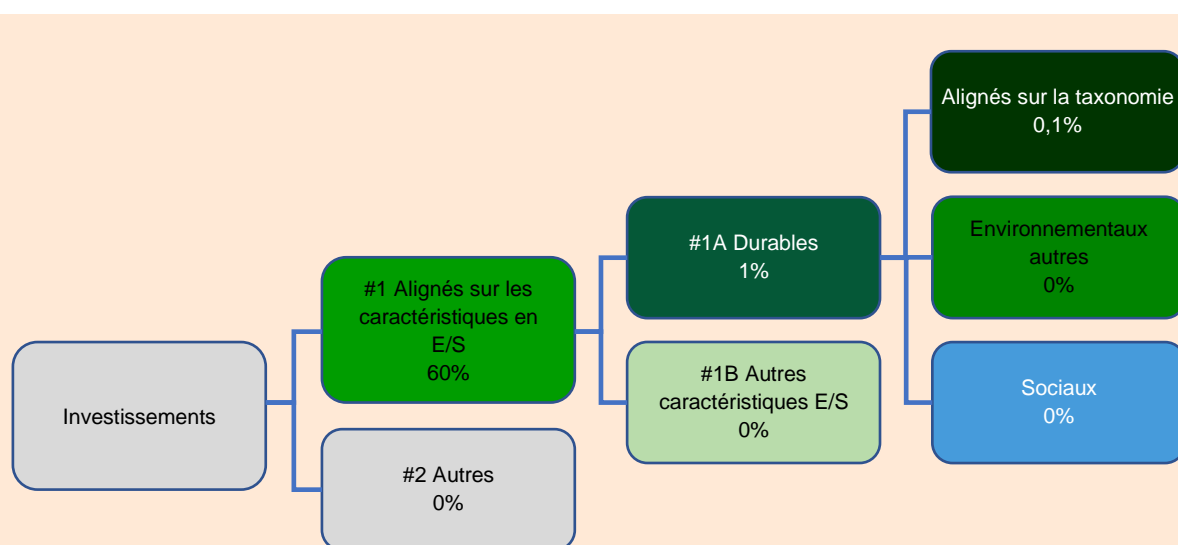 Alignés sur la taxonomie
0,1%
#1A Durables
1%
Environnementaux
autres
0%
#1 Alignés sur les
caractéristiques en
E/S
60%
#1B Autres
caractéristiques E/S
0%
Sociaux
0%
Investissements
#2 Autres
0%